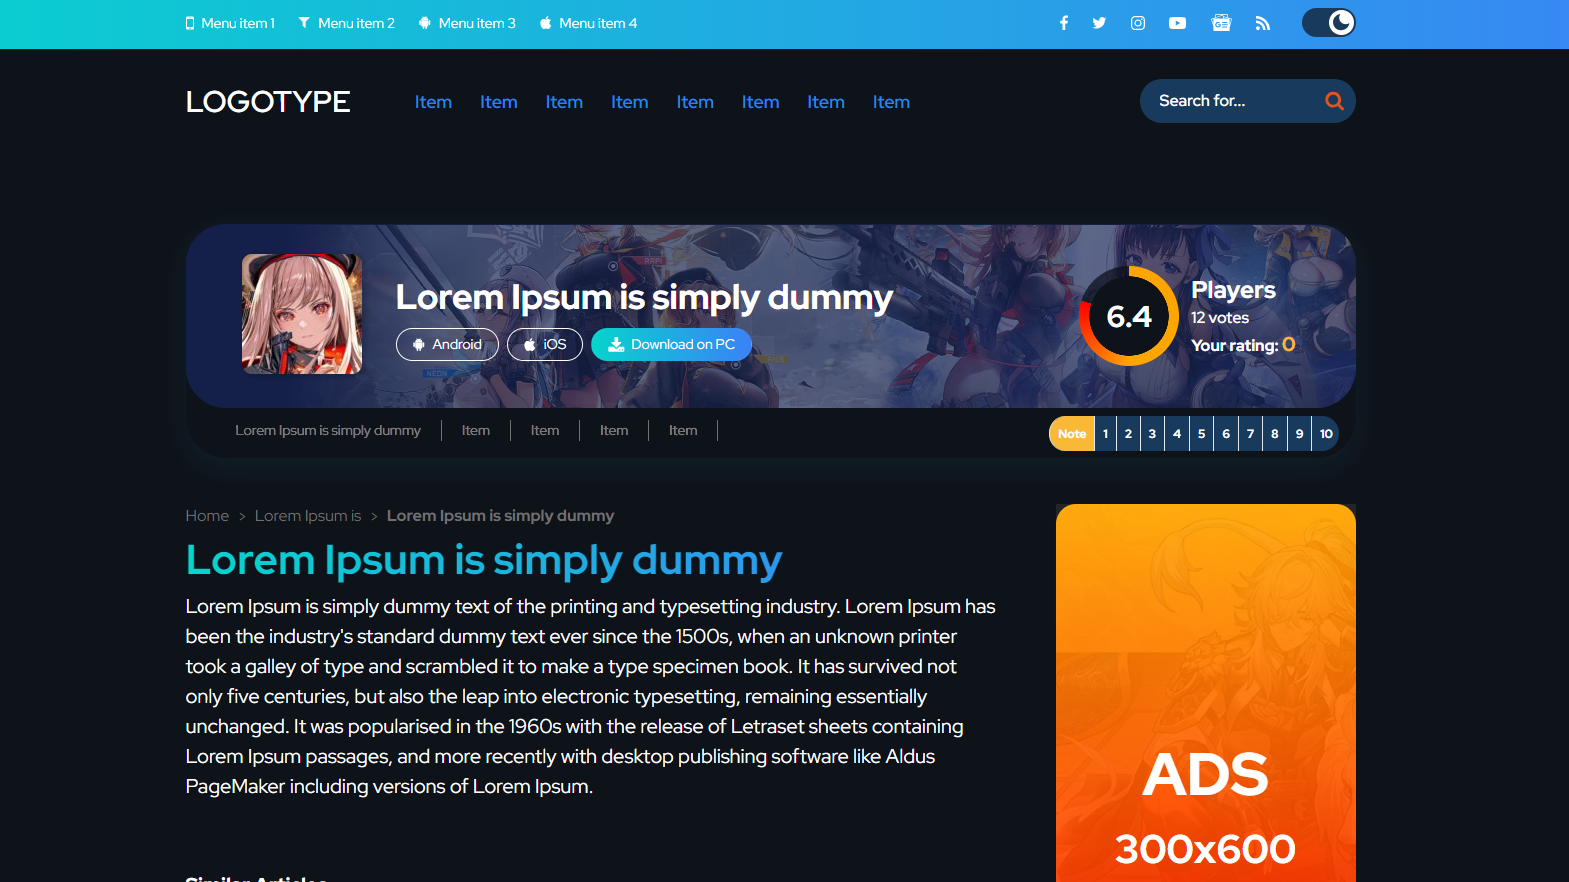 Menu item 1 Menu item 2 Menu item 3 Menu item 4
LOGOTYPE Item Item Item Item Item Item Item Item Search for...
Lorem Ipsum is simply dummy
Android iOS Download on PC
RAPI
NEON
6.4
Players
12 votes
Your rating: 0
Lorem Ipsum is simply dummy Item Item Item Item
Note 1 2 3 4 5 6 7 8 9 10
Home > Lorem Ipsum is > Lorem Ipsum is simply dummy
Lorem Ipsum is simply dummy
Lorem Ipsum is simply dummy text of the printing and typesetting industry. Lorem Ipsum has
been the industry's standard dummy text ever since the 1500s, when an unknown printer
took a galley of type and scrambled it to make a type specimen book. It has survived not
only five centuries, but also the leap into electronic typesetting, remaining essentially
unchanged. It was popularised in the 1960s with the release of Letraset sheets containing
Lorem Ipsum passages, and more recently with desktop publishing software like Aldus
PageMaker including versions of Lorem Ipsum.
ADS
300x600
Similar Articles